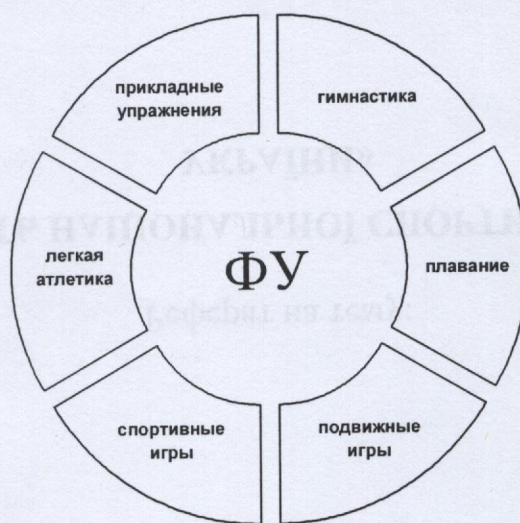 прикладные
упражнения
гимнастика
легкая
атлетика
ФУ
плавание
спортивные
игры
подвижные
игры